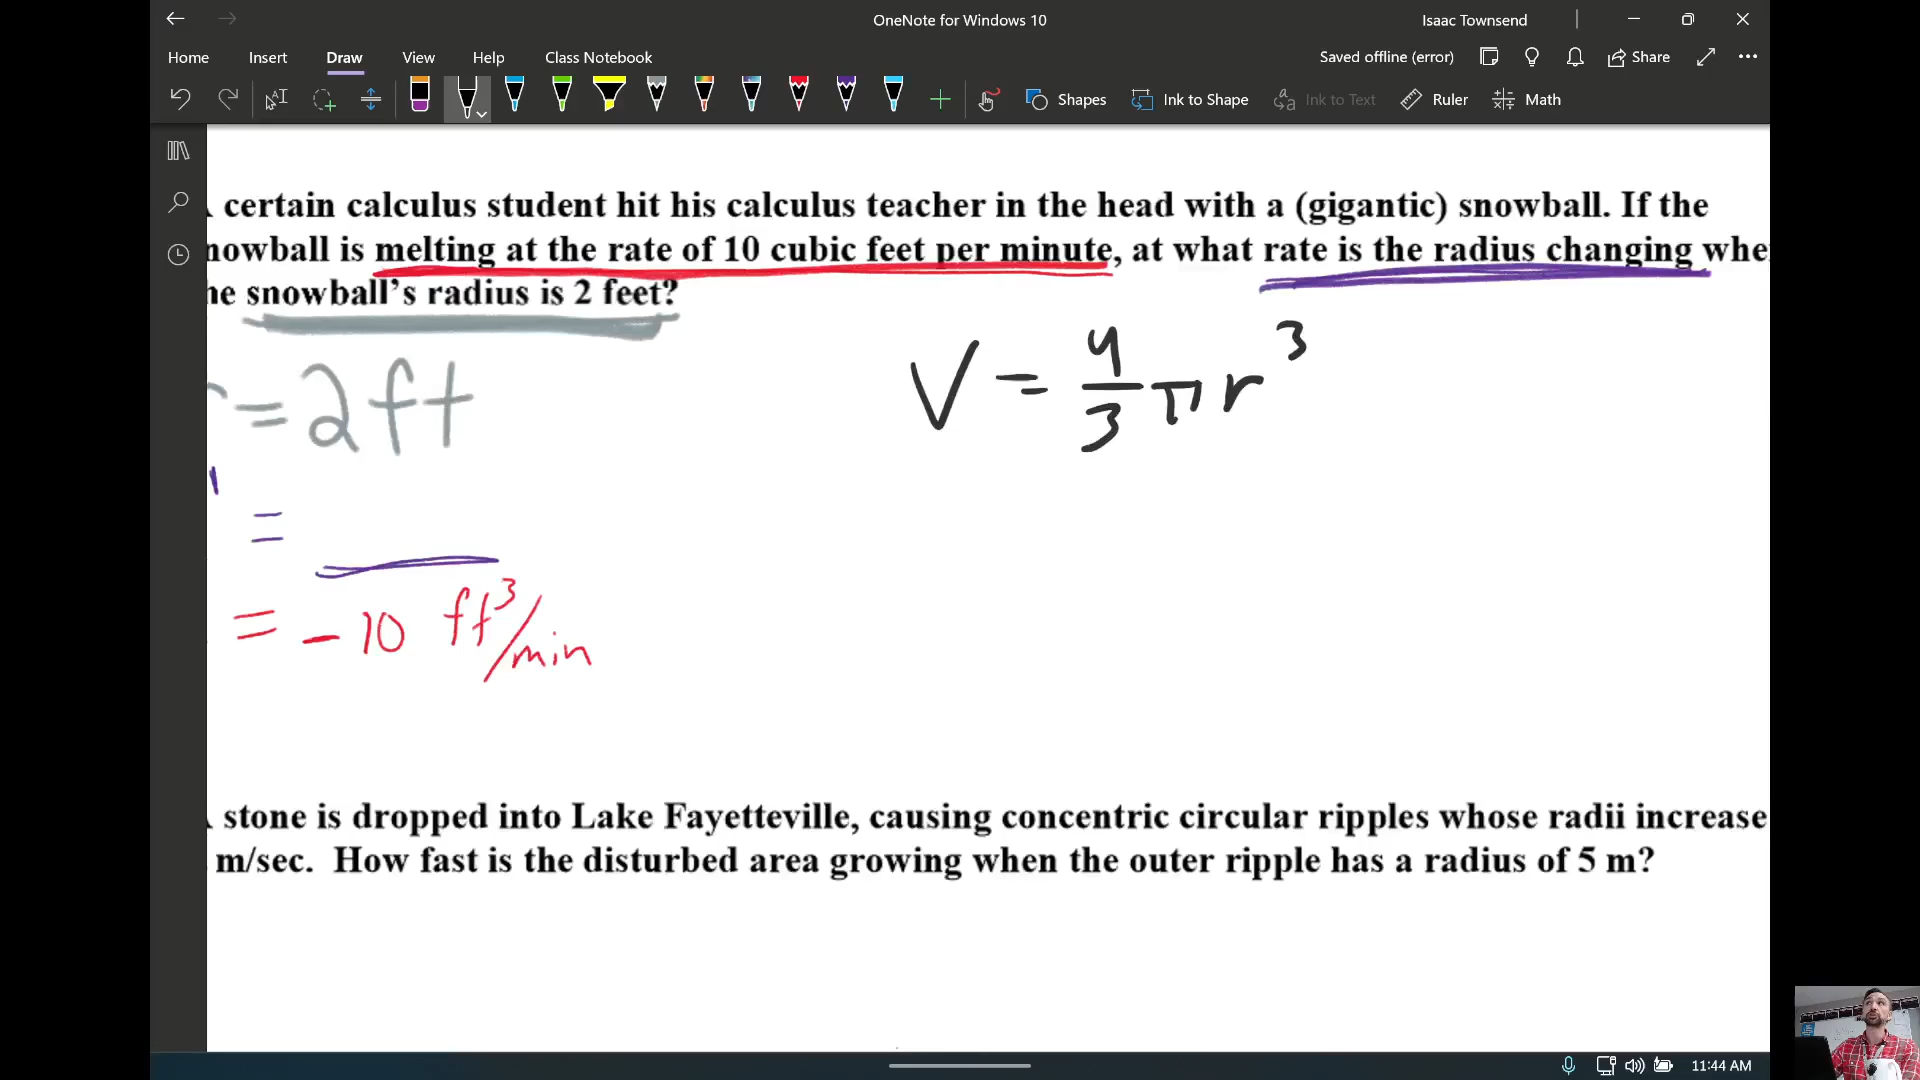 OneNote for Windows 10
Isaac Townsend
Home Insert Draw View Help Class Notebook
Saved offline (error) Share
Shapes Ink to Shape Ink to Text Ruler Math
certain calculus student hit his calculus teacher in the head with a (gigantic) snowball. If the
nowball is melting at the rate of 10 cubic feet per minute, at what rate is the radius changing whe
he snowball's radius is 2 feet?
V = 4/3 π r³
r = 2 ft
=
= - 10 ft³/min
stone is dropped into Lake Fayetteville, causing concentric circular ripples whose radii increase
m/sec. How fast is the disturbed area growing when the outer ripple has a radius of 5 m?
11:44 AM